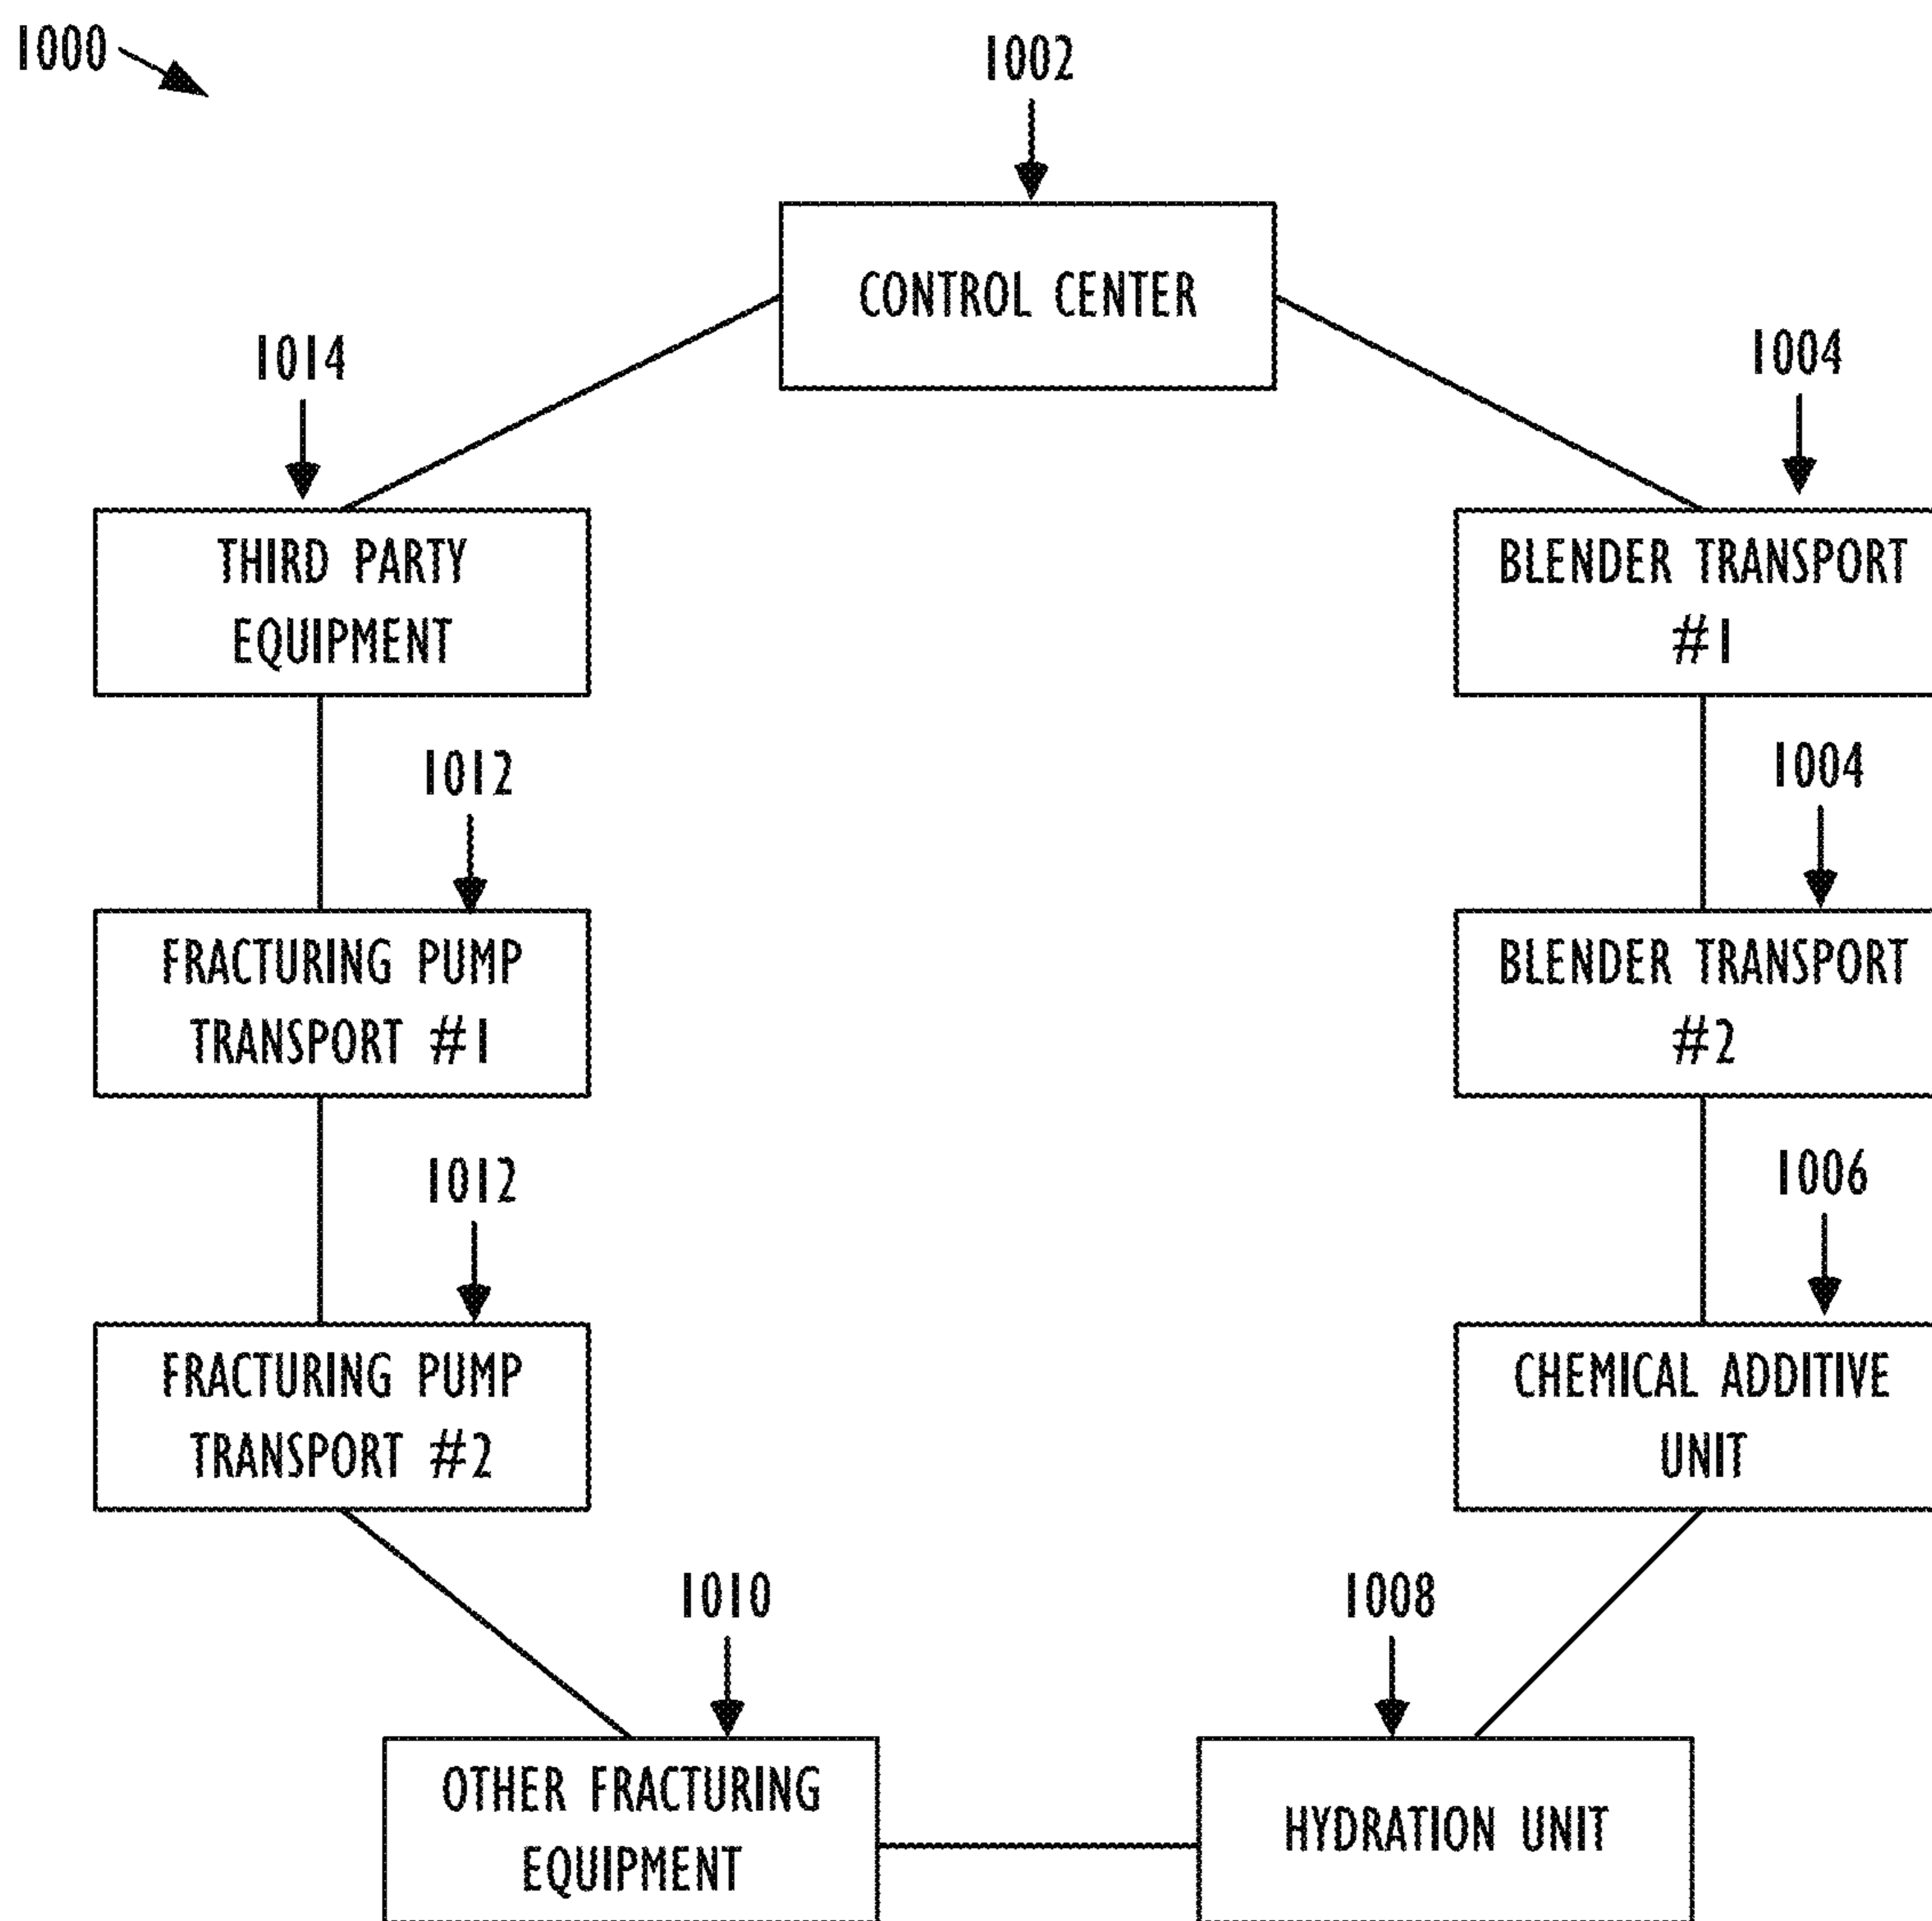 1000
1002
CONTROL CENTER
1014
1004
THIRD PARTY
EQUIPMENT
BLENDER TRANSPORT
#1
1012
1004
FRACTURING PUMP
TRANSPORT #1
BLENDER TRANSPORT
#2
1012
1006
FRACTURING PUMP
TRANSPORT #2
CHEMICAL ADDITIVE
UNIT
1010
1008
OTHER FRACTURING
EQUIPMENT
HYDRATION UNIT